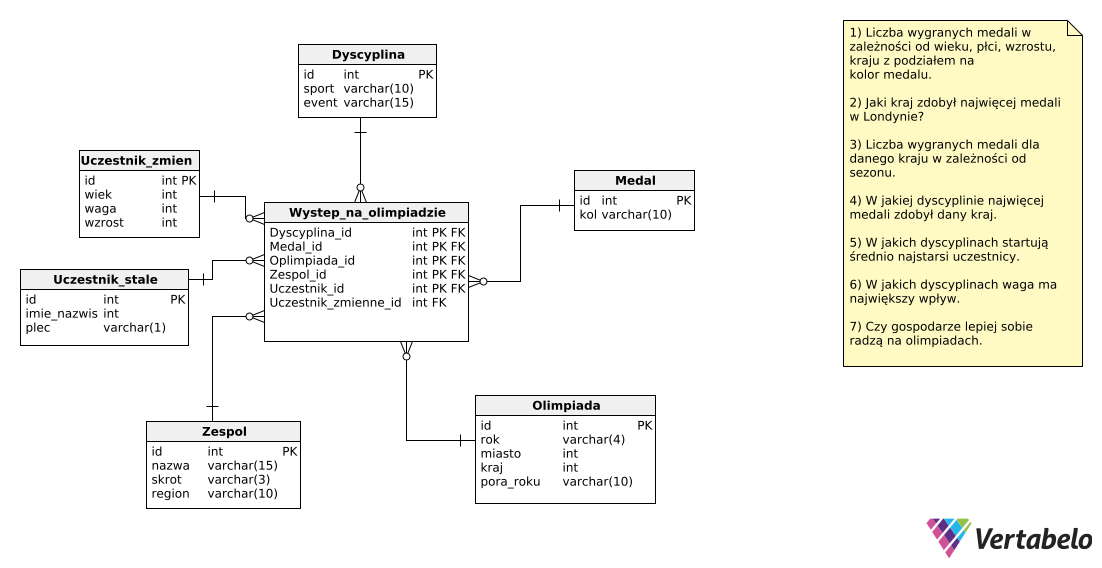 Dyscyplina
id int PK
sport varchar(10)
event varchar(15)
Uczestnik_zmien
id int PK
wiek int
waga int
wzrost int
Uczestnik_stale
id int PK
imie_nazwis int
plec varchar(1)
Wystep_na_olimpiadzie
Dyscyplina_id int PK FK
Medal_id int PK FK
Oplimpiada_id int PK FK
Zespol_id int PK FK
Uczestnik_id int PK FK
Uczestnik_zmienne_id int FK
Medal
id int PK
kol varchar(10)
Zespol
id int PK
nazwa varchar(15)
skrot varchar(3)
region varchar(10)
Olimpiada
id int PK
rok varchar(4)
miasto int
kraj int
pora_roku varchar(10)
1) Liczba wygranych medali w
zależności od wieku, płci, wzrostu,
kraju z podziałem na
kolor medalu.
2) Jaki kraj zdobył najwięcej medali
w Londynie?
3) Liczba wygranych medali dla
danego kraju w zależności od
sezonu.
4) W jakiej dyscyplinie najwięcej
medali zdobył dany kraj.
5) W jakich dyscyplinach startują
średnio najstarsi uczestnicy.
6) W jakich dyscyplinach waga ma
największy wpływ.
7) Czy gospodarze lepiej sobie
radzą na olimpiadach.
Vertabelo